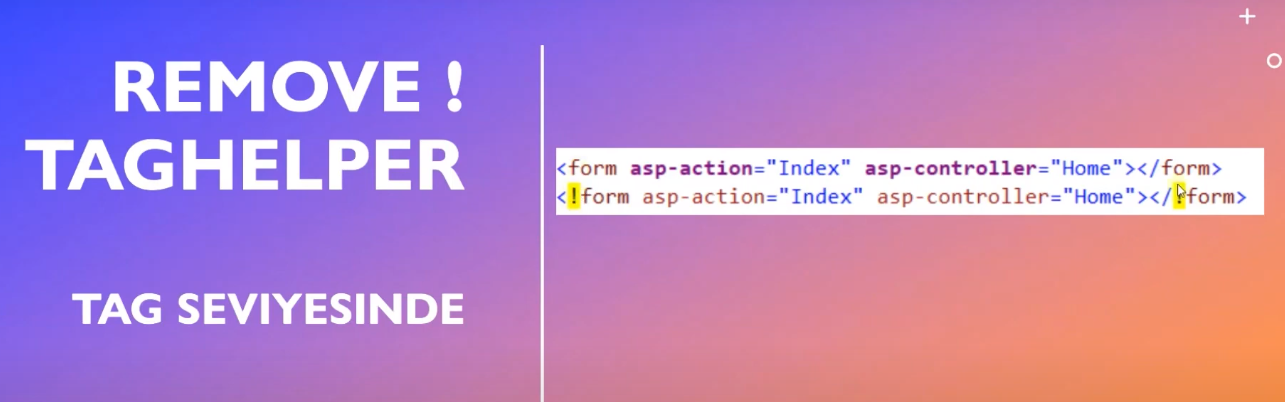 REMOVE !
TAGHELPER
TAG SEVIYESINDE
<form asp-action="Index" asp-controller="Home"></form>
<!form asp-action="Index" asp-controller="Home"></!form>